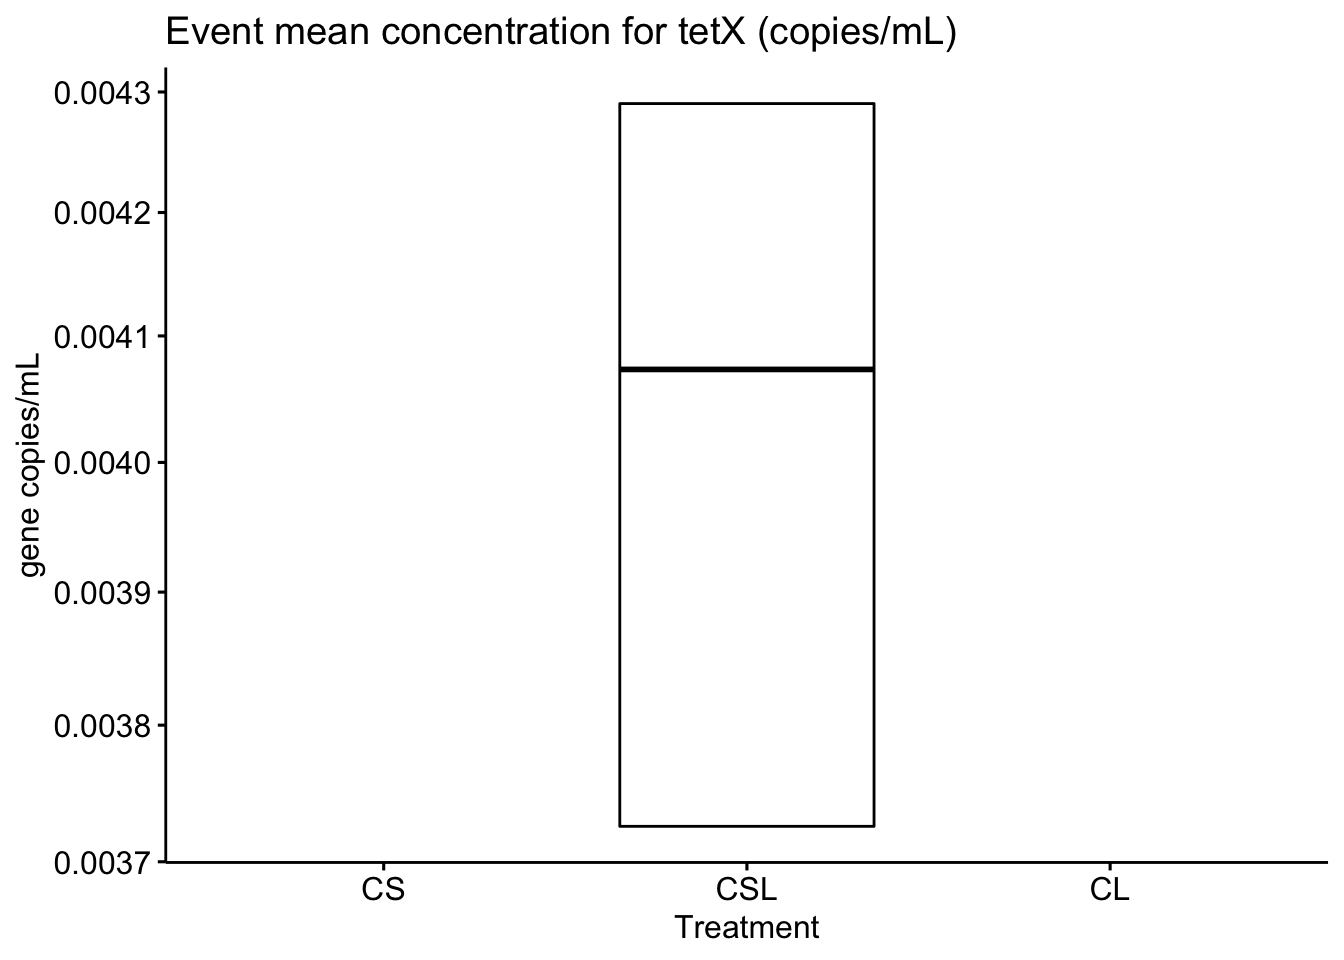 Event mean concentration for tetX (copies/mL)
0.0043
0.0042
0.0041
0.0040
0.0039
0.0038
0.0037
gene copies/mL
CS CSL CL
Treatment